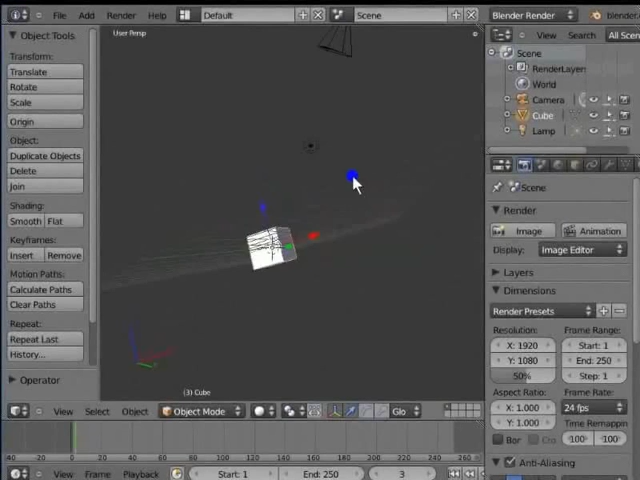 File Add Render Help Default Scene Blender Render blender.
User Persp
Object Tools
Transform:
Translate
Rotate
Scale
Origin
Object:
Duplicate Objects
Delete
Join
Shading:
Smooth Flat
Keyframes:
Insert Remove
Motion Paths:
Calculate Paths
Clear Paths
Repeat:
Repeat Last
History...
Operator
(3) Cube
View Select Object Object Mode Glo
View Search All Scen
Scene
RenderLayers
World
Camera
Cube
Lamp
Scene
Render
Image Animation
Display: Image Editor
Layers
Dimensions
Render Presets
Resolution: Frame Range:
X: 1920 Start: 1
Y: 1080 End: 250
50% Step: 1
Aspect Ratio: Frame Rate:
X: 1.000 24 fps
Y: 1.000 Time Remappin
Bor Cro 100 100
Anti-Aliasing
-40 -20 0 20 40 60 80 100 120 140 160 180 200 220 240 260
View Frame Playback Start: 1 End: 250 3